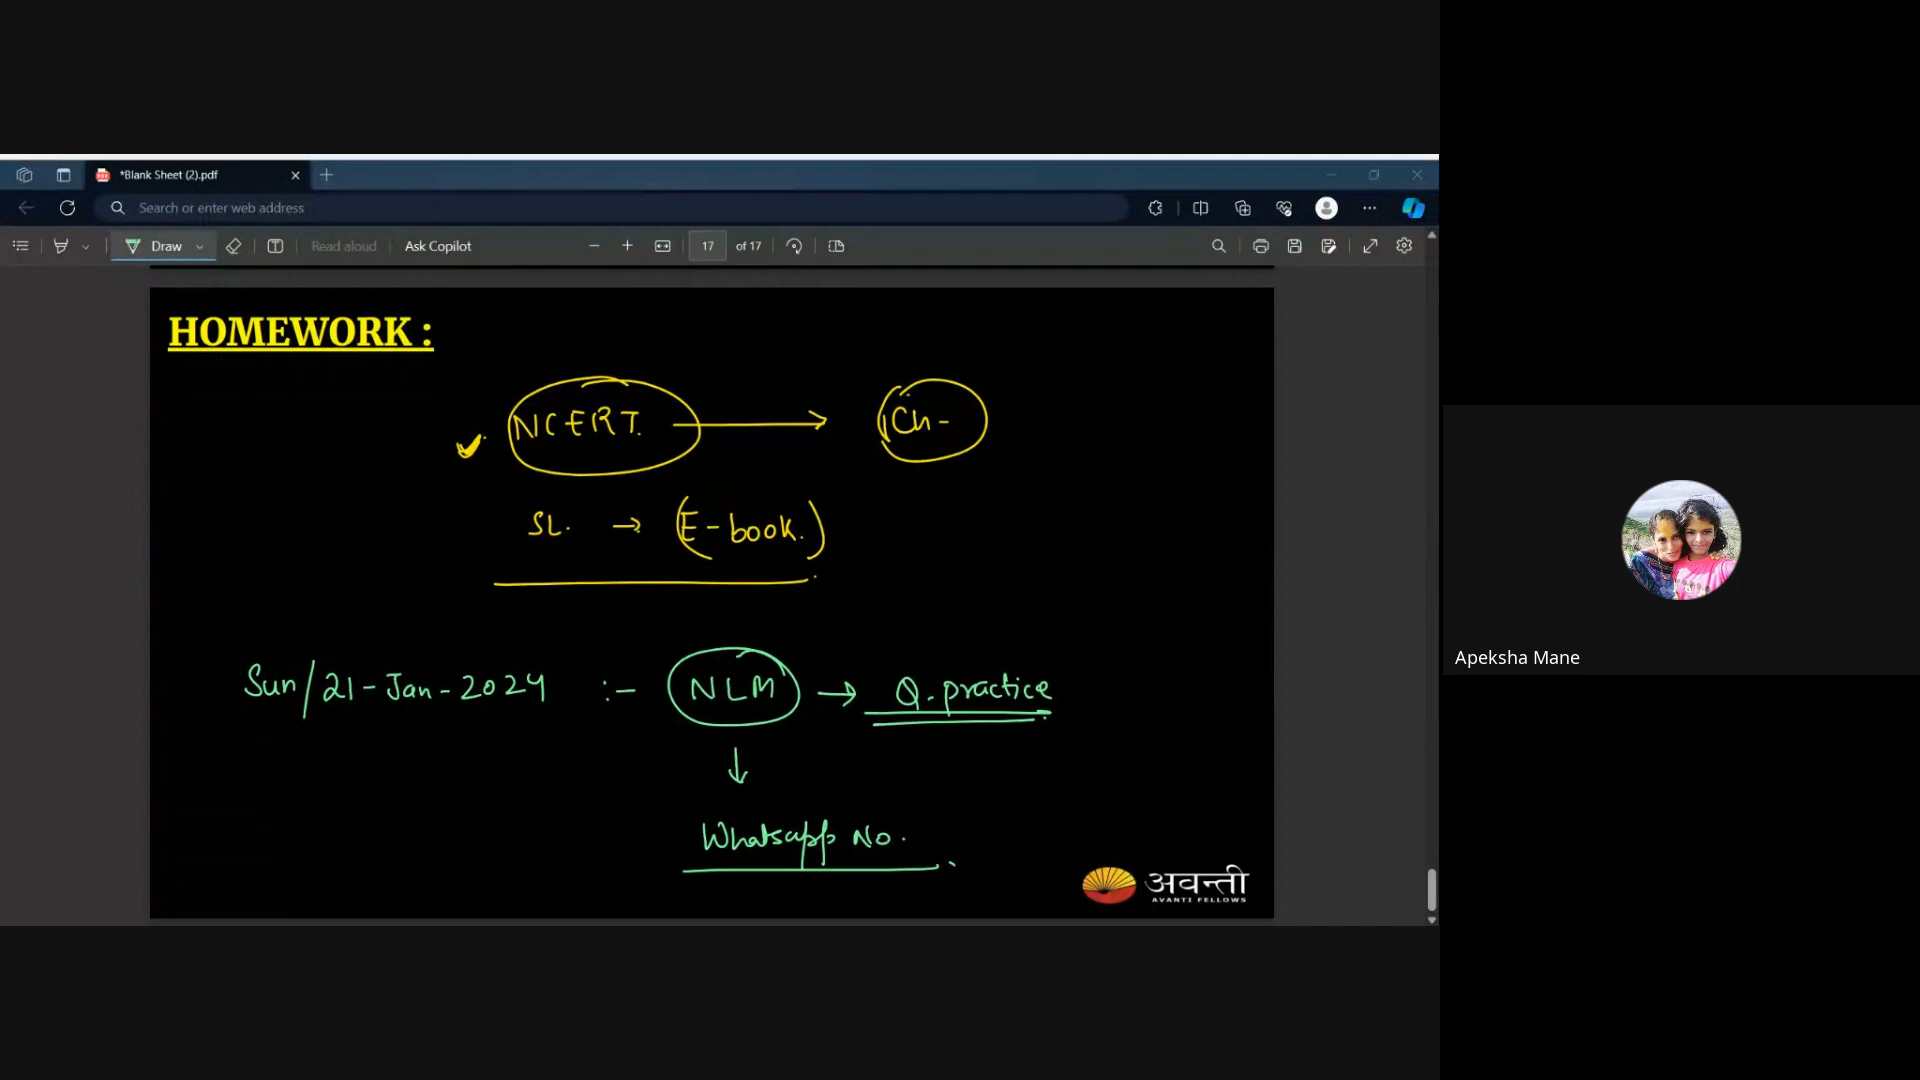 *Blank Sheet (2).pdf
Search or enter web address
Draw
Read aloud
Ask Copilot
17 of 17
HOMEWORK :
NCERT. → Ch-
SL. → (E-book.)
Sun/21-Jan-2024 :- NLM → Q. practice
↓
Whatsapp No.
अवन्ती
AVANTI FELLOWS
Apeksha Mane